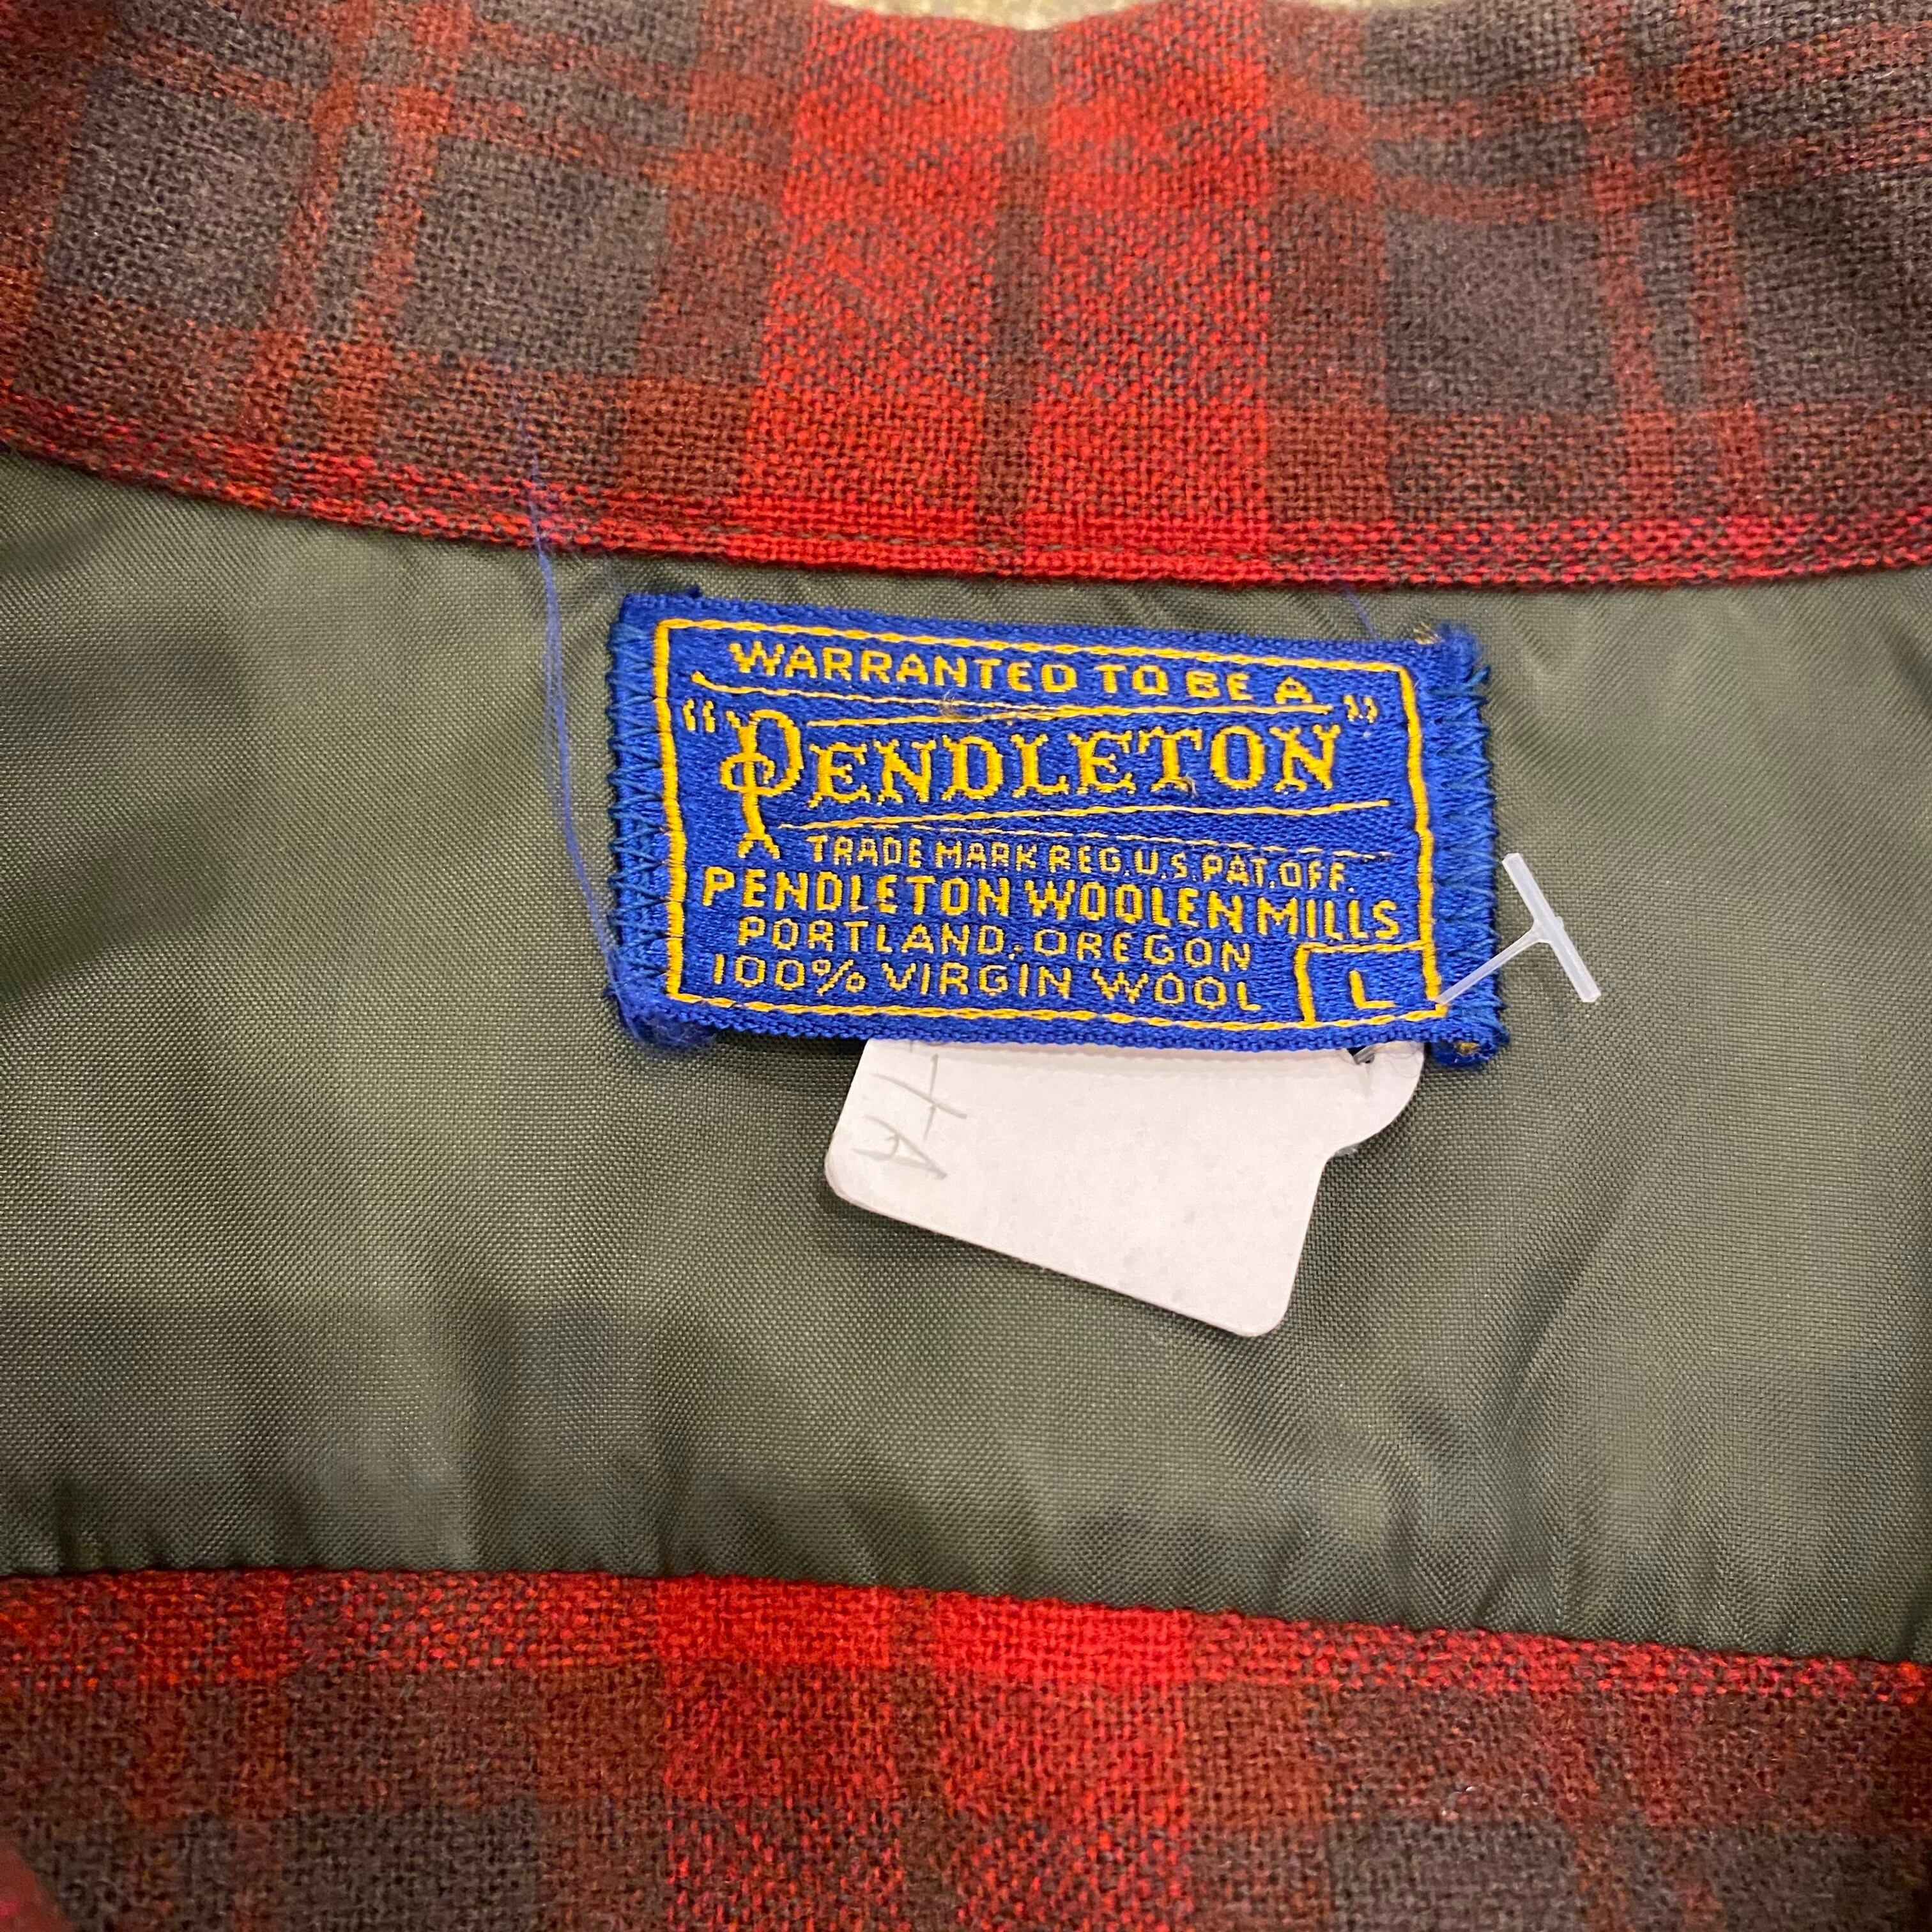 WARRANTED TO BE A
"PENDLETON"
TRADE MARK REG. U.S. PAT. OFF.
PENDLETON WOOLEN MILLS
PORTLAND, OREGON
100% VIRGIN WOOL
L